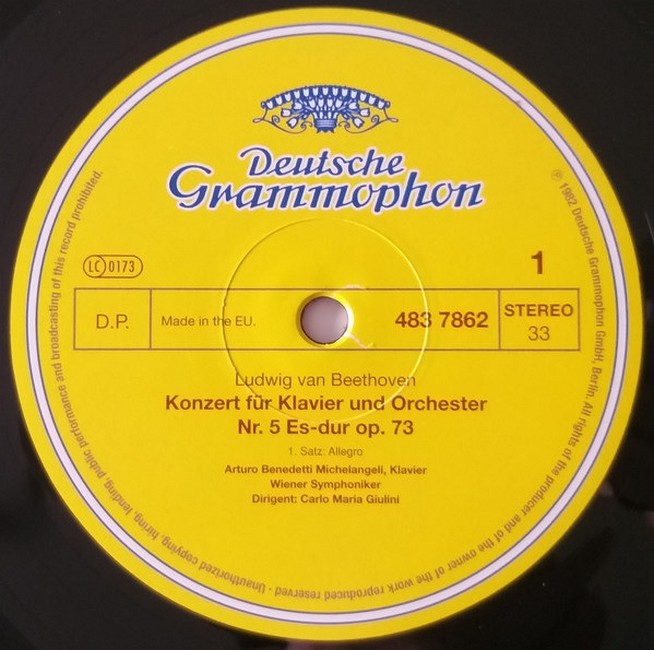 Deutsche
Grammophon
LC 0173
1
D.P.
Made in the EU.
483 7862
STEREO
33
Ludwig van Beethoven
Konzert für Klavier und Orchester
Nr. 5 Es-dur op. 73
1. Satz: Allegro
Arturo Benedetti Michelangeli, Klavier
Wiener Symphoniker
Dirigent: Carlo Maria Giulini
℗ 1982 Deutsche Grammophon GmbH, Berlin. All rights of the producer and of the owner of the work reproduced reserved · Unauthorized copying, hiring, lending, public performance and broadcasting of this record prohibited.